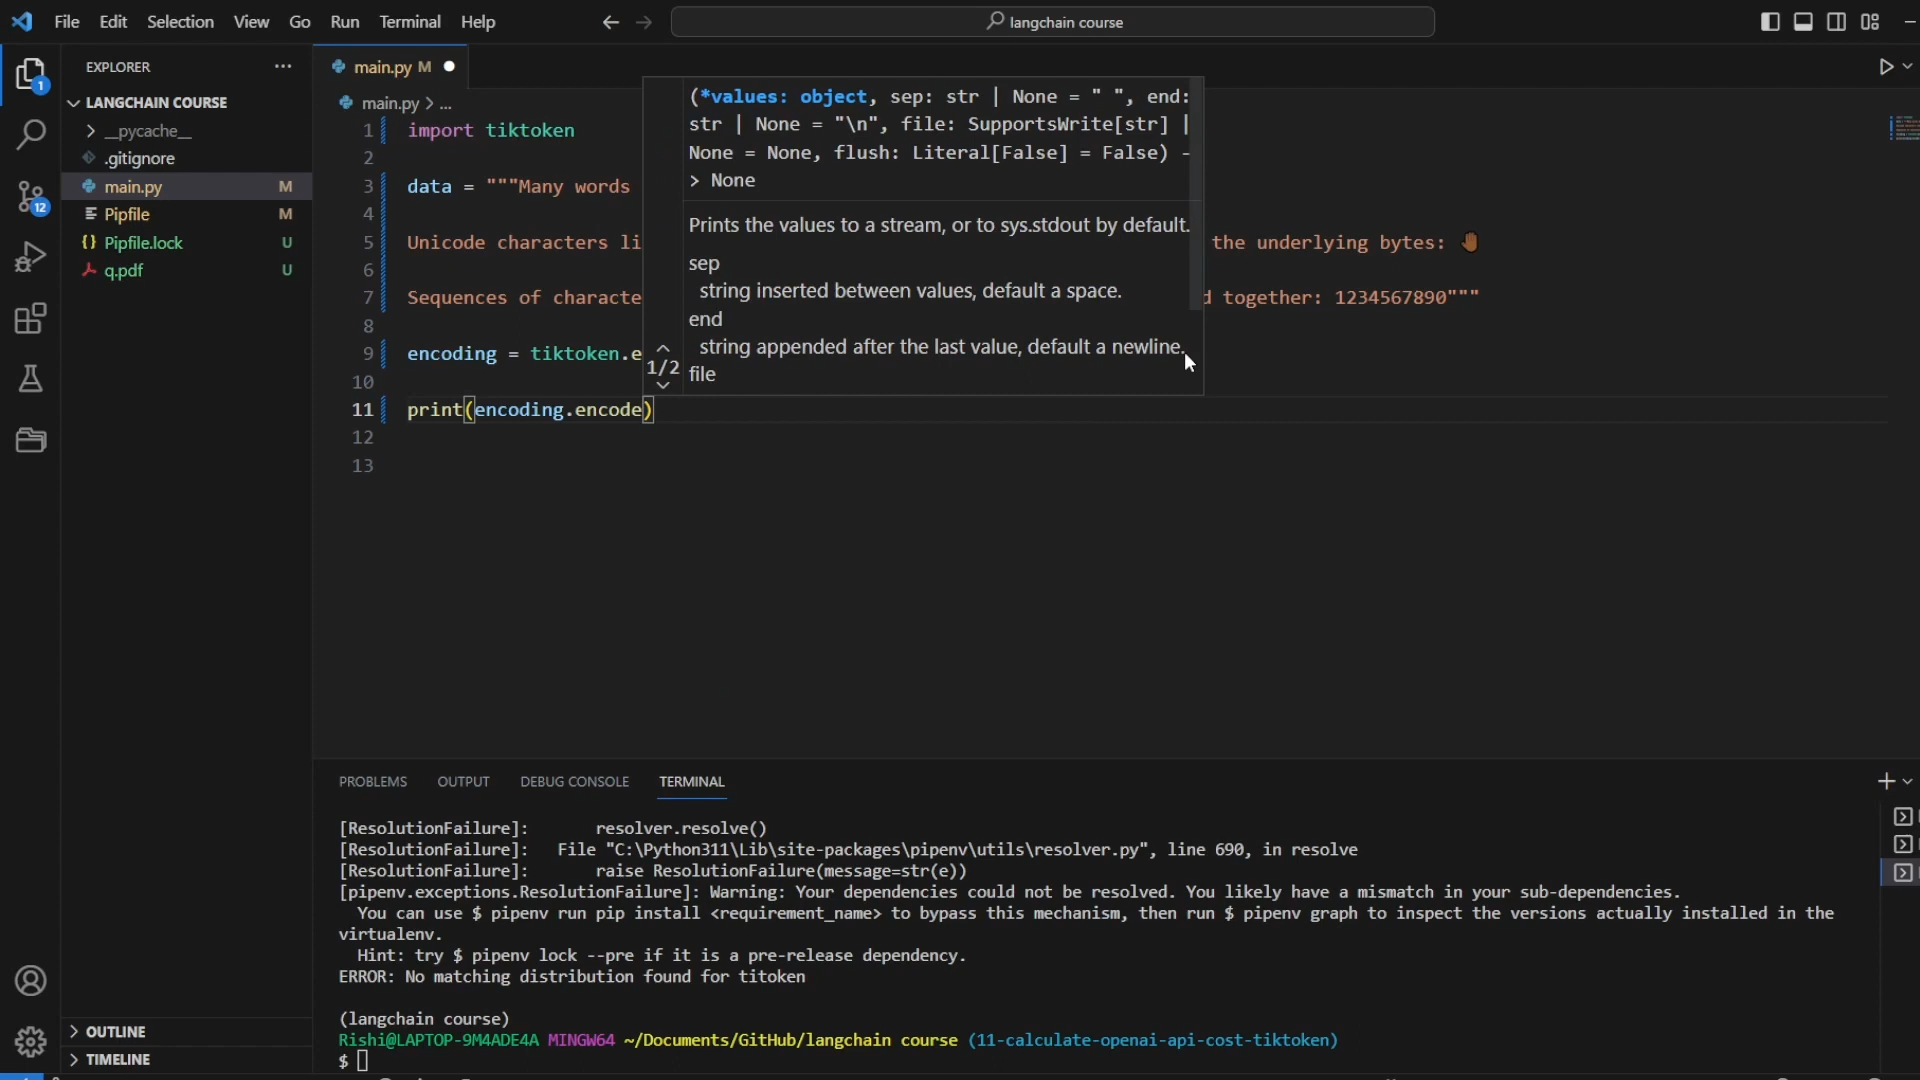 File Edit Selection View Go Run Terminal Help
langchain course
EXPLORER
LANGCHAIN COURSE
__pycache__
.gitignore
main.py M
Pipfile M
Pipfile.lock U
q.pdf U
OUTLINE
TIMELINE
1
12
main.py M
main.py > ...
1 import tiktoken
2
3 data = """Many words
4
5 Unicode characters li the underlying bytes: 🤚🏾
6
7 Sequences of characte d together: 1234567890"""
8
9 encoding = tiktoken.e
10
11 print(encoding.encode)
12
13
(*values: object, sep: str | None = " ", end:
str | None = "\n", file: SupportsWrite[str] |
None = None, flush: Literal[False] = False) -
> None
Prints the values to a stream, or to sys.stdout by default.
sep
string inserted between values, default a space.
end
string appended after the last value, default a newline.
1/2
file
PROBLEMS OUTPUT DEBUG CONSOLE TERMINAL
[ResolutionFailure]: resolver.resolve()
[ResolutionFailure]: File "C:\Python311\Lib\site-packages\pipenv\utils\resolver.py", line 690, in resolve
[ResolutionFailure]: raise ResolutionFailure(message=str(e))
[pipenv.exceptions.ResolutionFailure]: Warning: Your dependencies could not be resolved. You likely have a mismatch in your sub-dependencies.
You can use $ pipenv run pip install <requirement_name> to bypass this mechanism, then run $ pipenv graph to inspect the versions actually installed in the
virtualenv.
Hint: try $ pipenv lock --pre if it is a pre-release dependency.
ERROR: No matching distribution found for titoken
(langchain course)
Rishi@LAPTOP-9M4ADE4A MINGW64 ~/Documents/GitHub/langchain course (11-calculate-openai-api-cost-tiktoken)
$